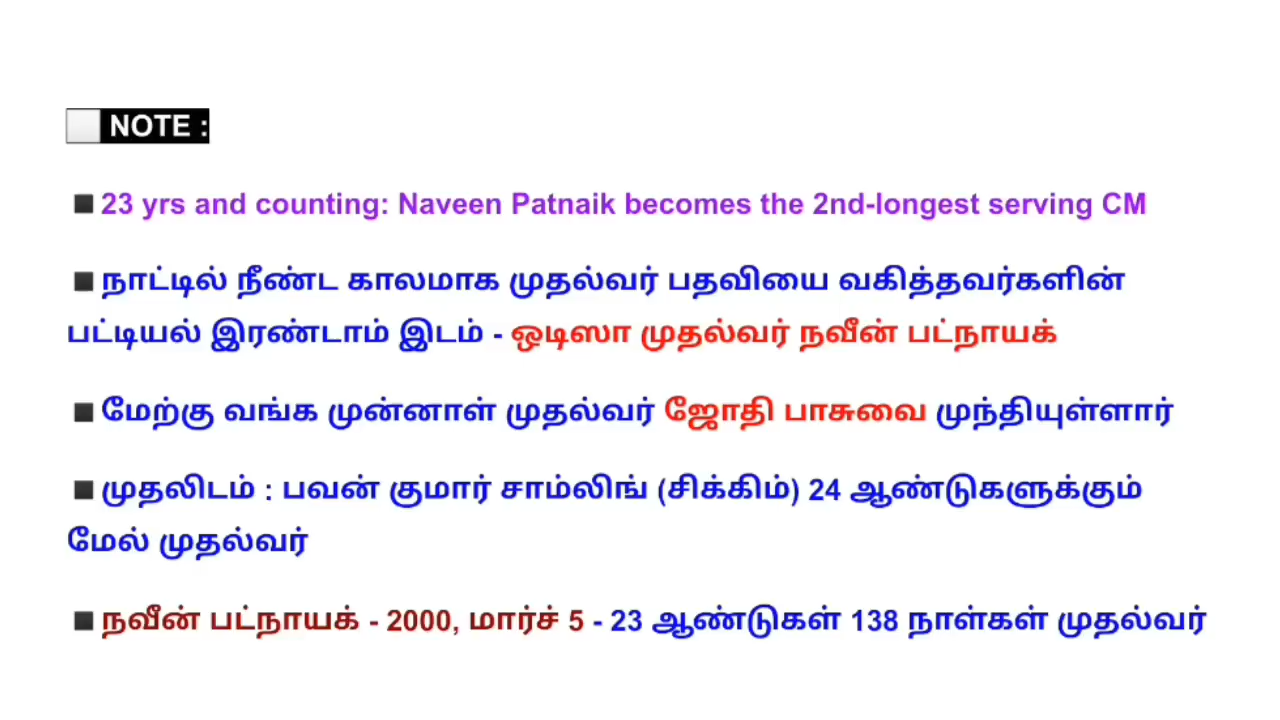 NOTE :
◾23 yrs and counting: Naveen Patnaik becomes the 2nd-longest serving CM
◾நாட்டில் நீண்ட காலமாக முதல்வர் பதவியை வகித்தவர்களின்
பட்டியல் இரண்டாம் இடம் - ஒடிஸா முதல்வர் நவீன் பட்நாயக்
◾மேற்கு வங்க முன்னாள் முதல்வர் ஜோதி பாசுவை முந்தியுள்ளார்
◾முதலிடம் : பவன் குமார் சாம்லிங் (சிக்கிம்) 24 ஆண்டுகளுக்கும்
மேல் முதல்வர்
◾நவீன் பட்நாயக் - 2000, மார்ச் 5 - 23 ஆண்டுகள் 138 நாள்கள் முதல்வர்